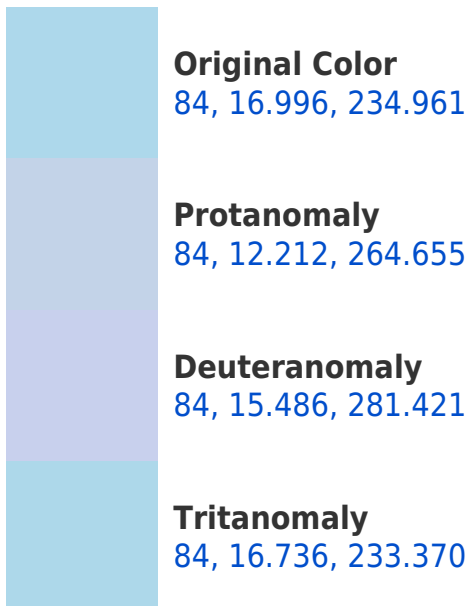 Original Color
84, 16.996, 234.961
Protanomaly
84, 12.212, 264.655
Deuteranomaly
84, 15.486, 281.421
Tritanomaly
84, 16.736, 233.370